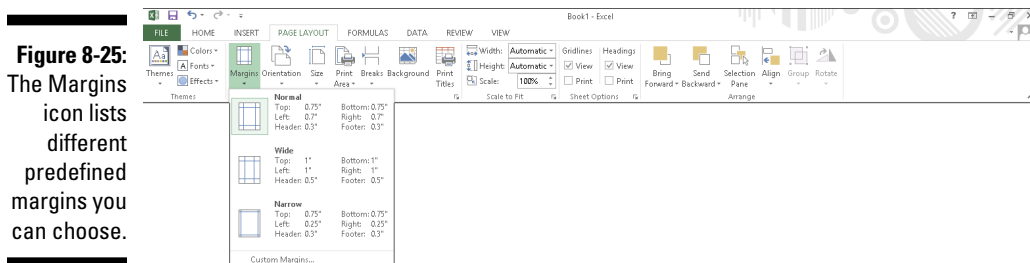 Figure 8-25:
The Margins
icon lists
different
predefined
margins you
can choose.
Book1 - Excel
FILE HOME INSERT PAGE LAYOUT FORMULAS DATA REVIEW VIEW
Themes
Colors
Fonts
Effects
Themes
Margins
Orientation
Size
Print Area
Breaks
Background
Print Titles
Width: Automatic
Height: Automatic
Scale: 100%
Scale to Fit
Gridlines Headings
View View
Print Print
Sheet Options
Bring Forward
Send Backward
Selection Pane
Align
Group
Rotate
Arrange
Normal
Top: 0.75" Bottom: 0.75"
Left: 0.7" Right: 0.7"
Header: 0.3" Footer: 0.3"
Wide
Top: 1" Bottom: 1"
Left: 1" Right: 1"
Header: 0.5" Footer: 0.5"
Narrow
Top: 0.75" Bottom: 0.75"
Left: 0.25" Right: 0.25"
Header: 0.3" Footer: 0.3"
Custom Margins...